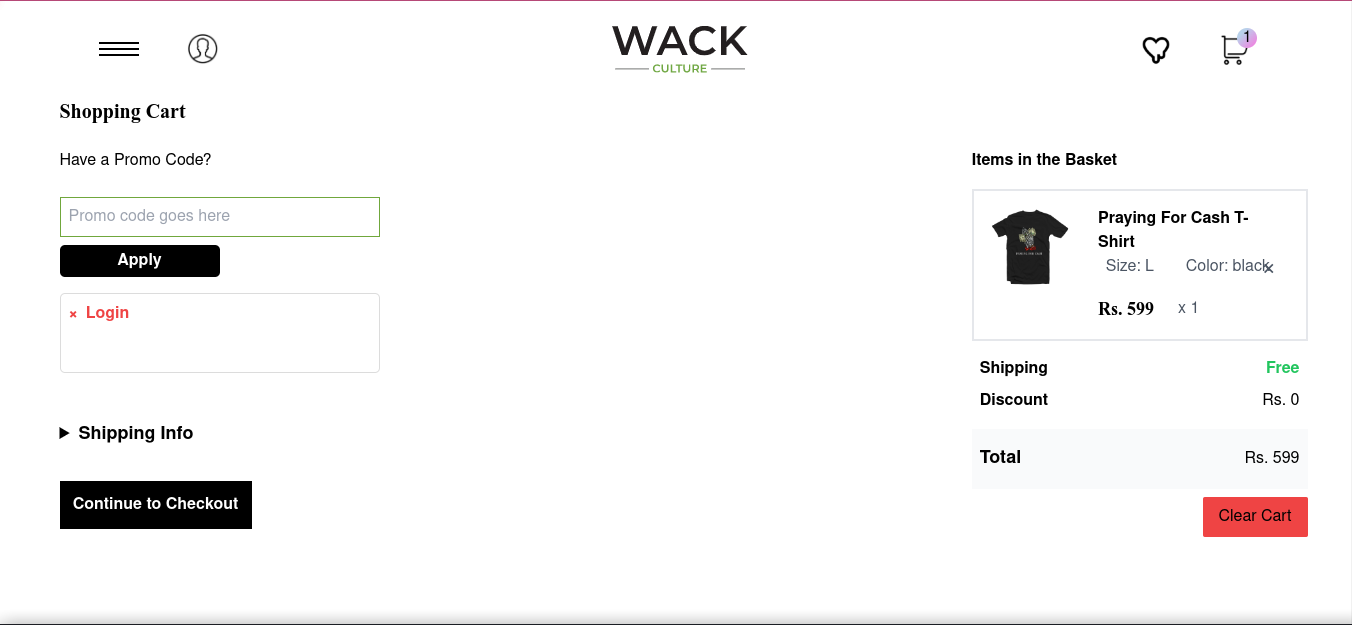 WACK
CULTURE
1
Shopping Cart
Have a Promo Code?
Promo code goes here
Apply
× Login
Shipping Info
Continue to Checkout
Items in the Basket
Praying For Cash T-
Shirt
Size: L Color: black
×
Rs. 599 x 1
Shipping Free
Discount Rs. 0
Total Rs. 599
Clear Cart